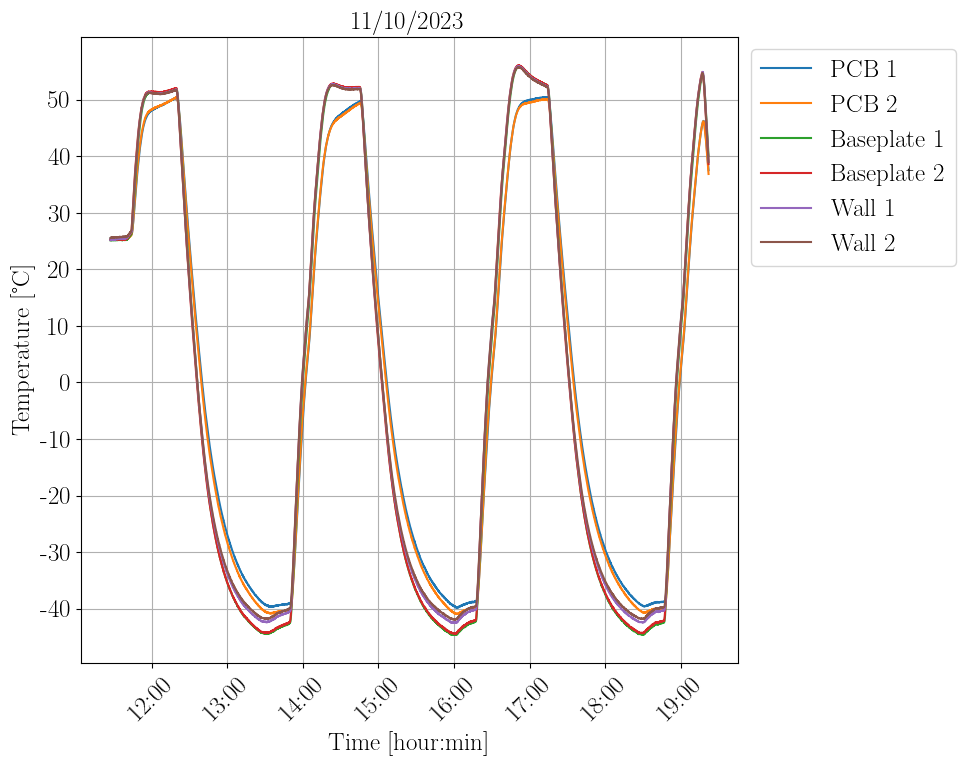 11/10/2023
Temperature [°C]
50
40
30
20
10
0
-10
-20
-30
-40
12:00
13:00
14:00
15:00
16:00
17:00
18:00
19:00
Time [hour:min]
PCB 1
PCB 2
Baseplate 1
Baseplate 2
Wall 1
Wall 2